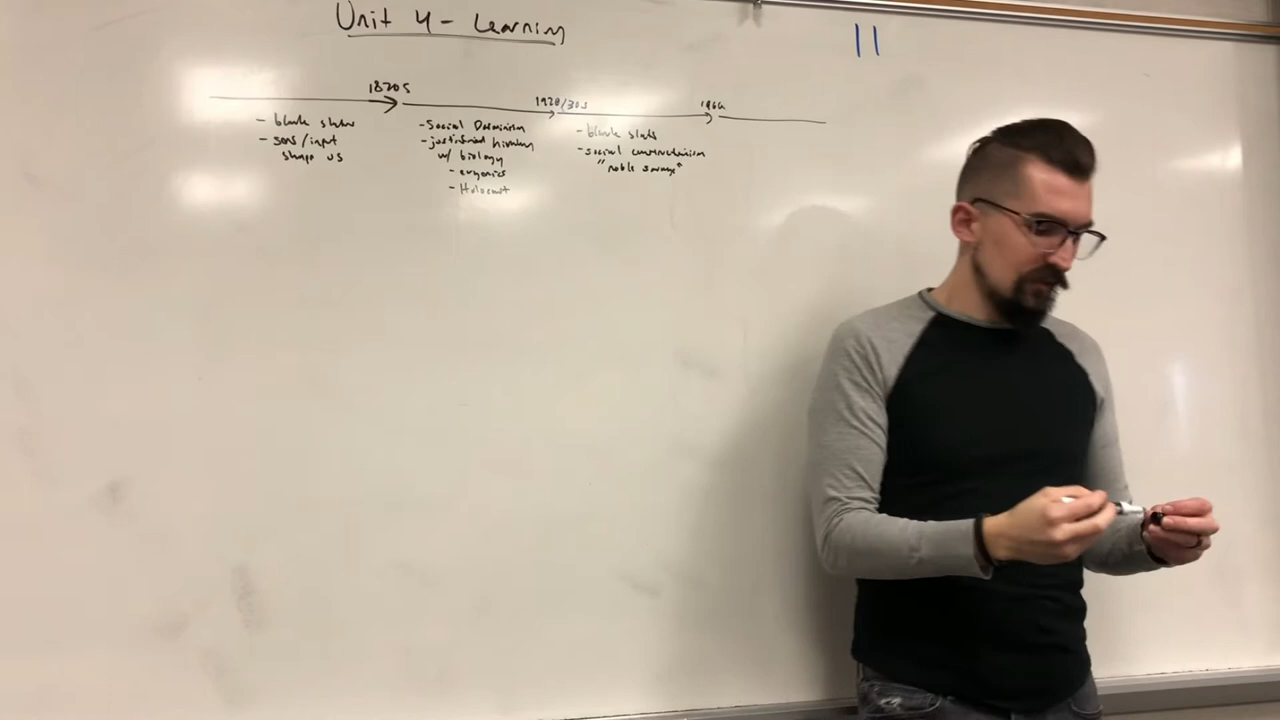 Unit 4 - Learning
11
1870s
1920/30s
1960
- blank slate
- sens/input
shape us
- Social Darwinism
- justified hierarchy
w/ biology
- eugenics
- Holocaust
- blank slate
- social constructivism
"noble savage"